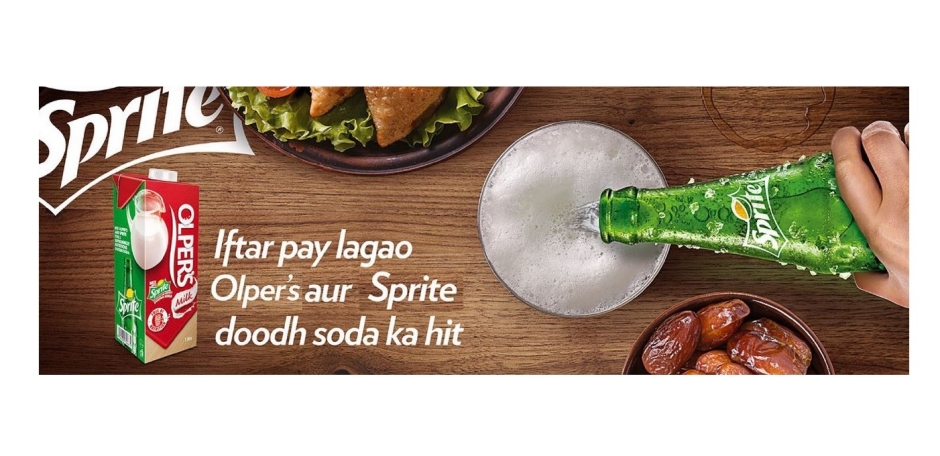 Sprite
OLPER'S
Milk
Sprite
Sprite
Iftar pay lagao
Olper's aur Sprite
doodh soda ka hit
Sprite